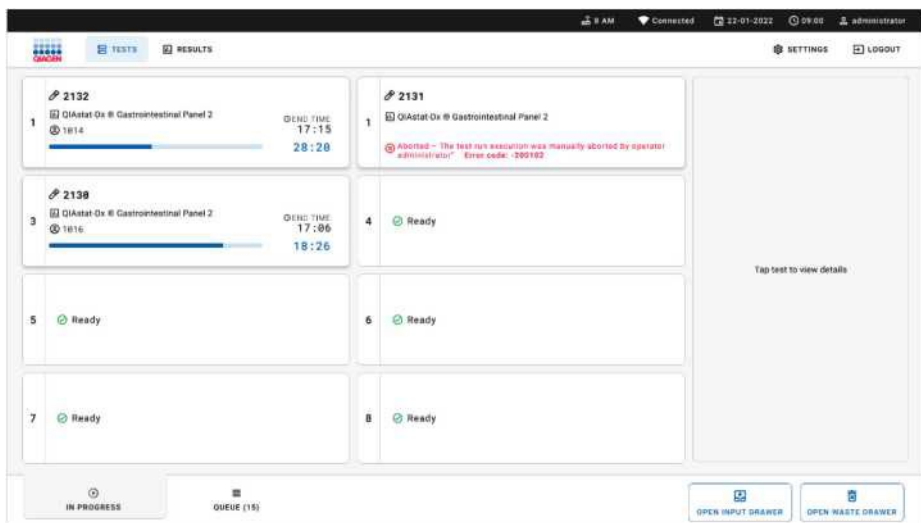 8 AM Connected 22-01-2022 09:00 administrator
QIAGEN TESTS RESULTS SETTINGS LOGOUT
1
2132
QIAstat-Dx ® Gastrointestinal Panel 2
1014
END TIME
17:15
28:20
1
2131
QIAstat-Dx ® Gastrointestinal Panel 2
Aborted – The test run execution was manually aborted by operator
administrator" Error code: -200102
3
2130
QIAstat-Dx ® Gastrointestinal Panel 2
1016
END TIME
17:06
18:26
4 Ready
Tap test to view details
5 Ready
6 Ready
7 Ready
8 Ready
IN PROGRESS
QUEUE (15)
OPEN INPUT DRAWER
OPEN WASTE DRAWER